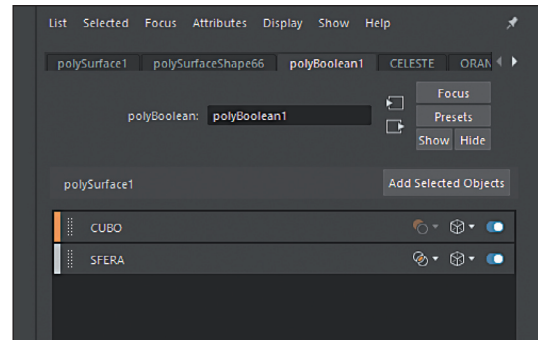 List Selected Focus Attributes Display Show Help
polySurface1 polySurfaceShape66 polyBoolean1 CELESTE ORAN
Focus
polyBoolean: polyBoolean1
Presets
Show Hide
polySurface1 Add Selected Objects
CUBO
SFERA